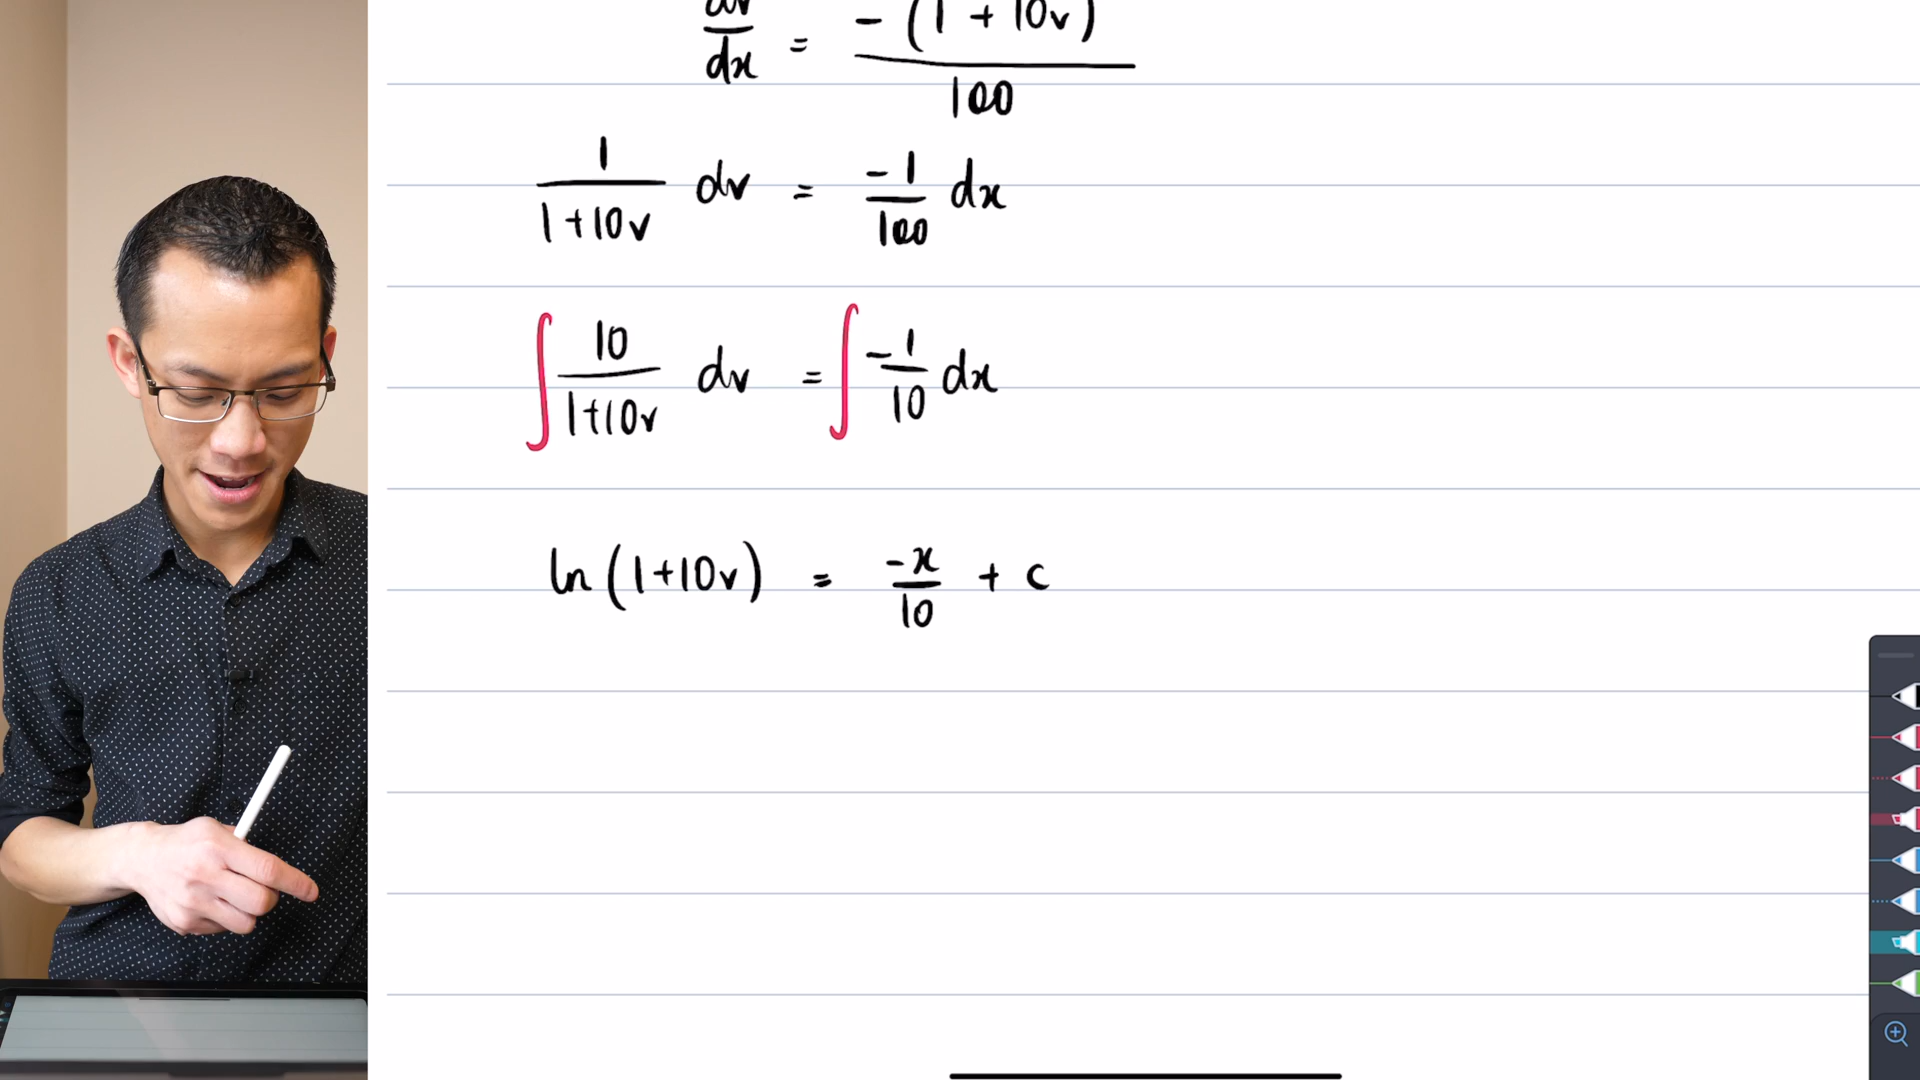 dv/dx = -(1 + 10v)/100
1/(1+10v) dv = -1/100 dx
∫ 10/(1+10v) dv = ∫ -1/10 dx
ln(1+10v) = -x/10 + c